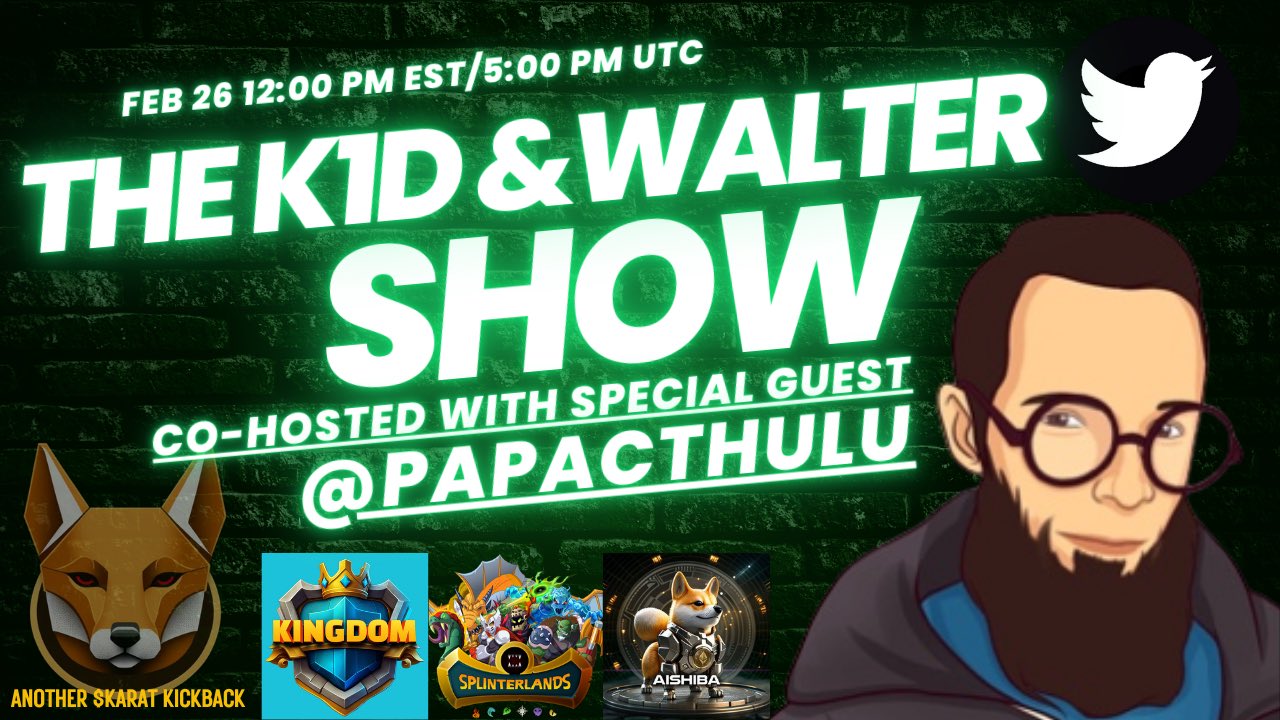 FEB 26 12:00 PM EST/5:00 PM UTC
THE K1D & WALTER
SHOW
CO-HOSTED WITH SPECIAL GUEST
@PAPACTHULU
ANOTHER $KARAT KICKBACK
KINGDOM
SPLINTERLANDS
AISHIBA